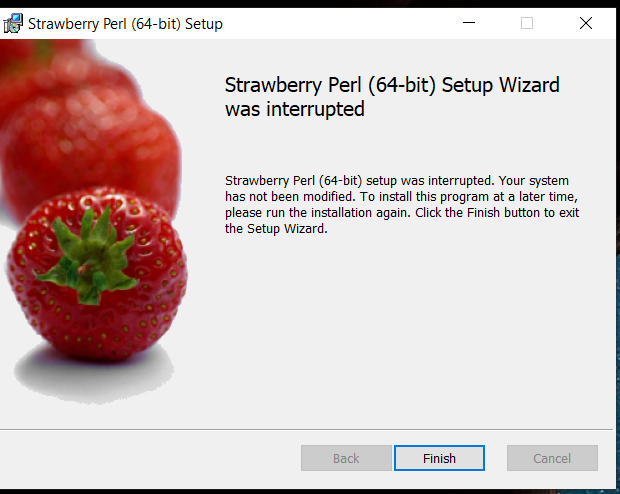 Strawberry Perl (64-bit) Setup
Strawberry Perl (64-bit) Setup Wizard
was interrupted
Strawberry Perl (64-bit) setup was interrupted. Your system
has not been modified. To install this program at a later time,
please run the installation again. Click the Finish button to exit
the Setup Wizard.
Back
Finish
Cancel